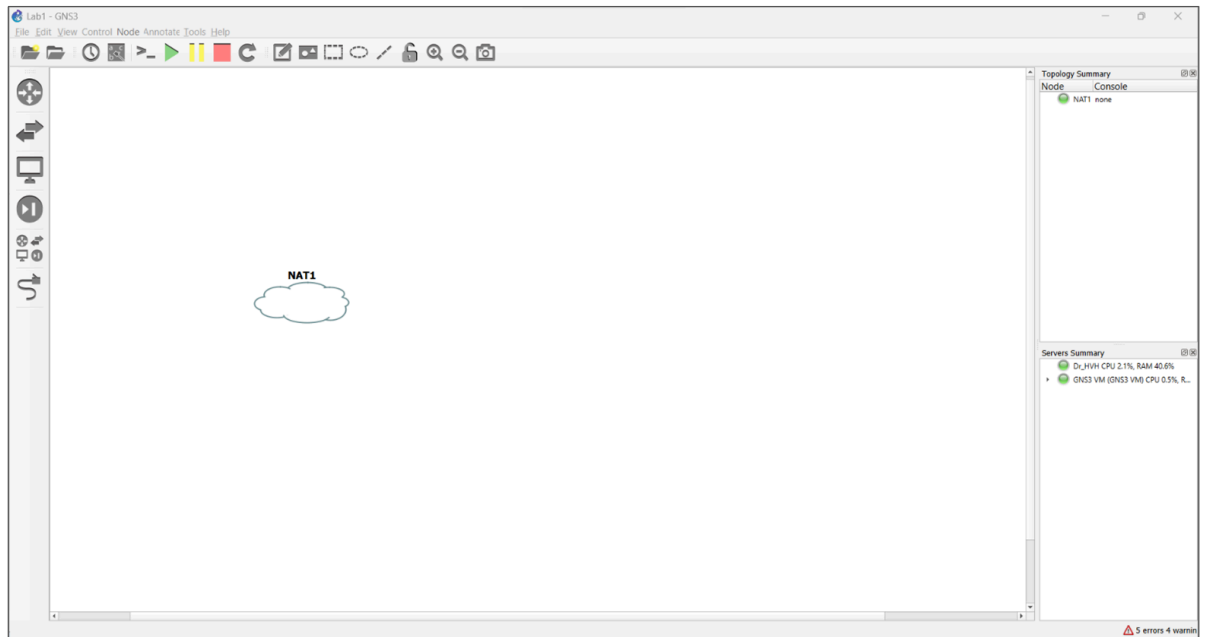 Lab1 - GNS3
File Edit View Control Node Annotate Tools Help
Topology Summary
Node Console
NAT1 none
NAT1
Servers Summary
Dr_HVH CPU 2.1%, RAM 40.6%
GNS3 VM (GNS3 VM) CPU 0.5%, R...
5 errors 4 warnin